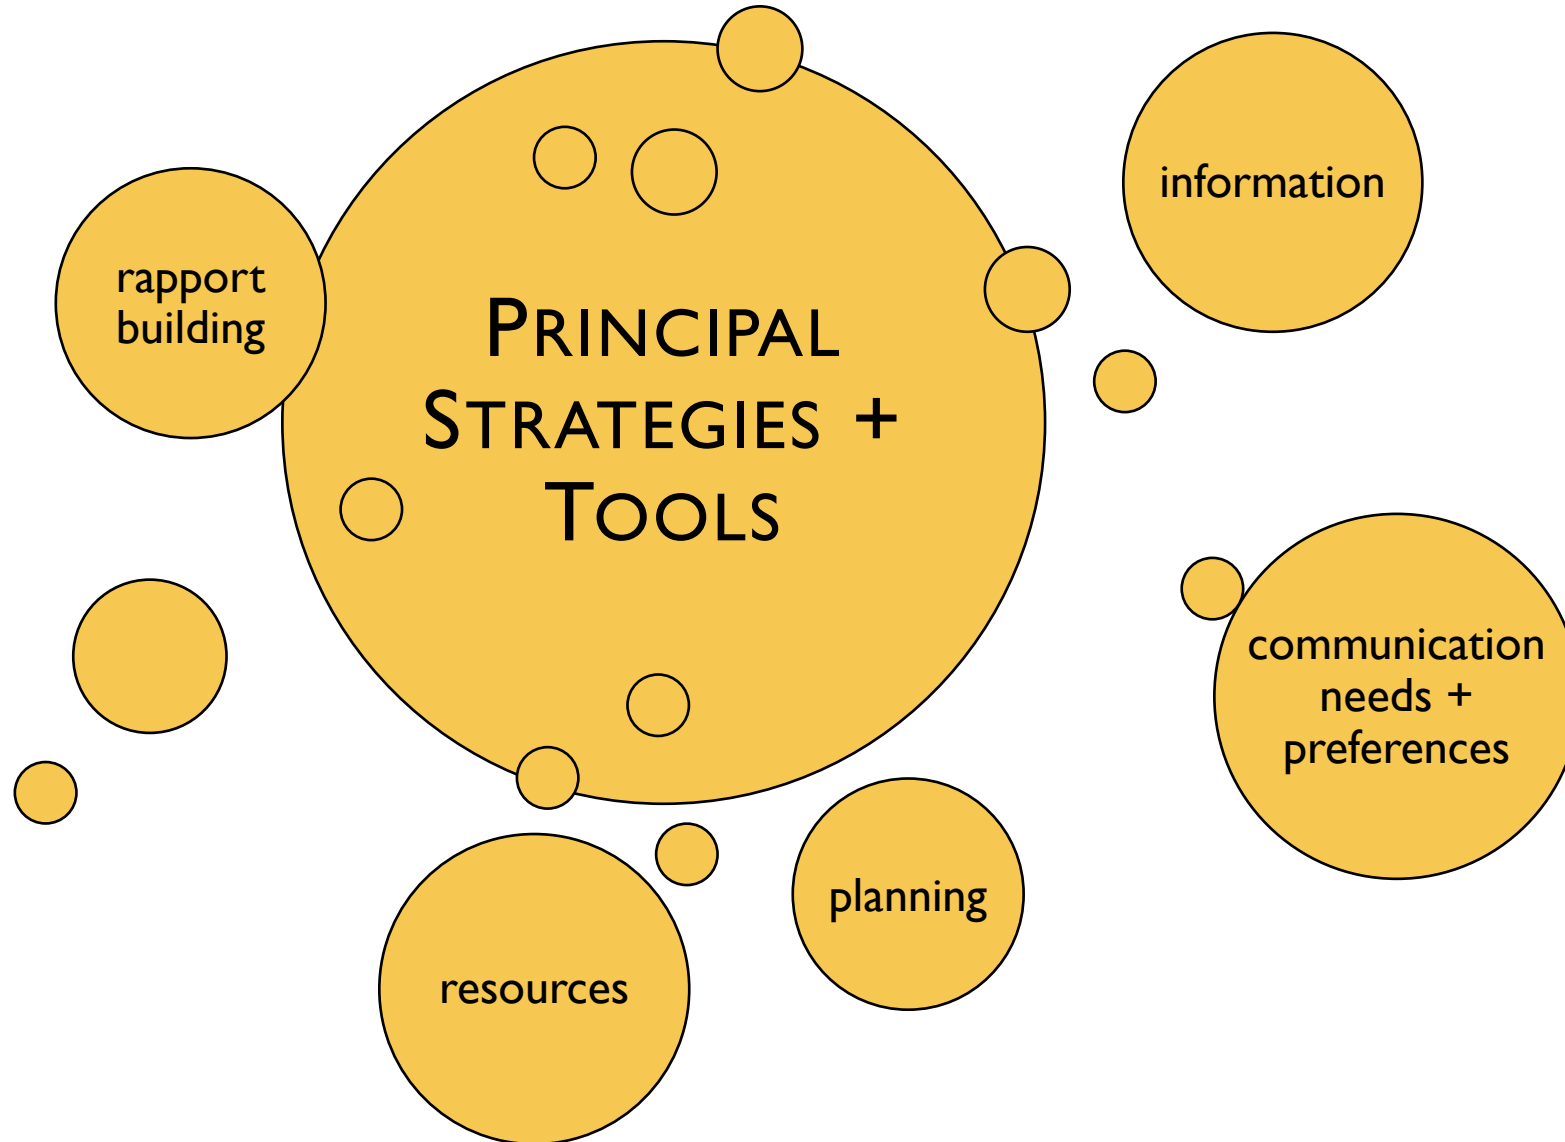 information
rapport
building
PRINCIPAL
STRATEGIES +
TOOLS
communication
needs +
preferences
planning
resources